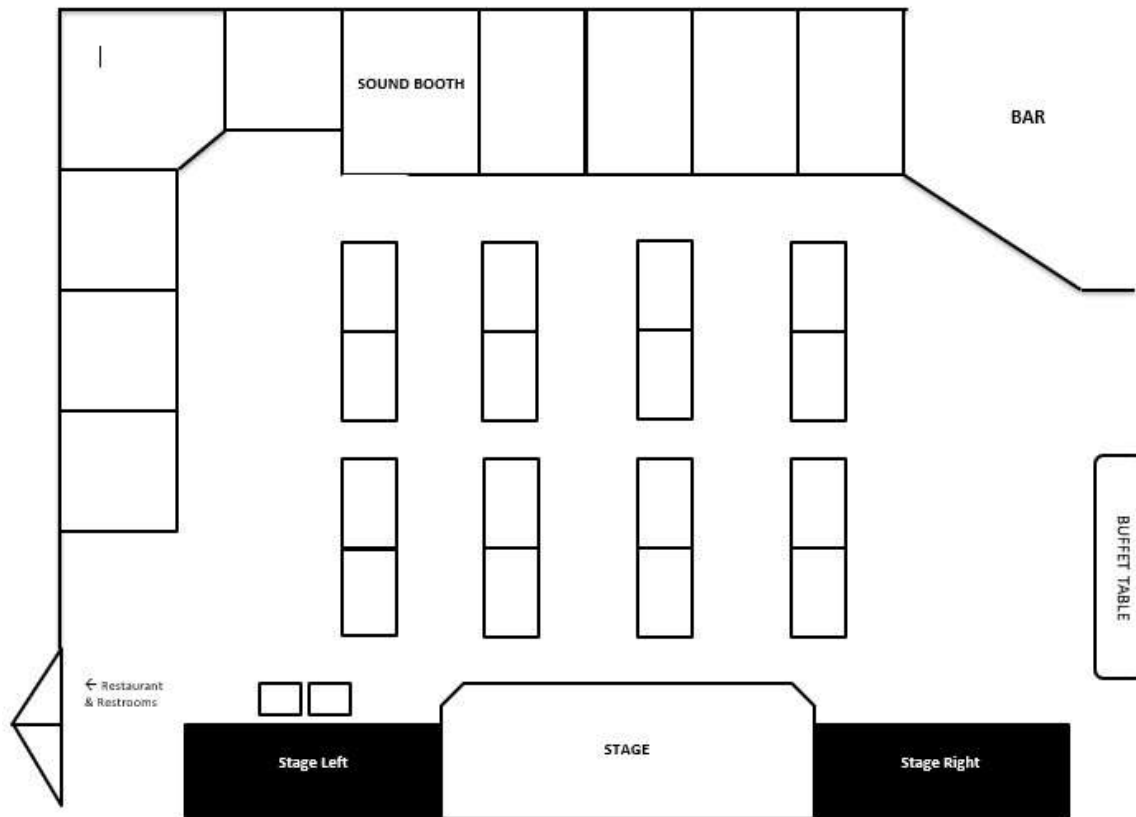 SOUND BOOTH
BAR
BUFFET TABLE
← Restaurant
& Restrooms
Stage Left
STAGE
Stage Right